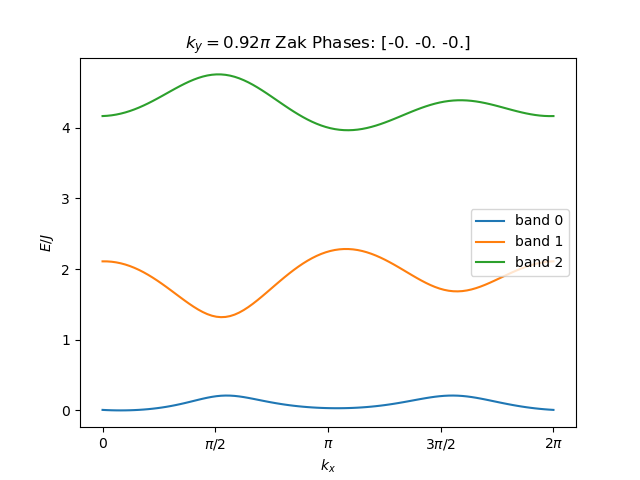 k_y = 0.92π Zak Phases: [-0. -0. -0.]
E/J
4
3
2
1
0
band 0
band 1
band 2
0
π/2
π
3π/2
2π
k_x